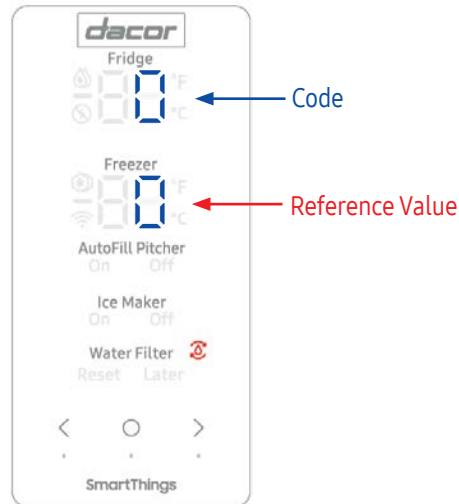 dacor
Fridge
0 °F
°C
Code
Freezer
0 °F
°C
Reference Value
AutoFill Pitcher
On Off
Ice Maker
On Off
Water Filter
Reset Later
< O >
SmartThings